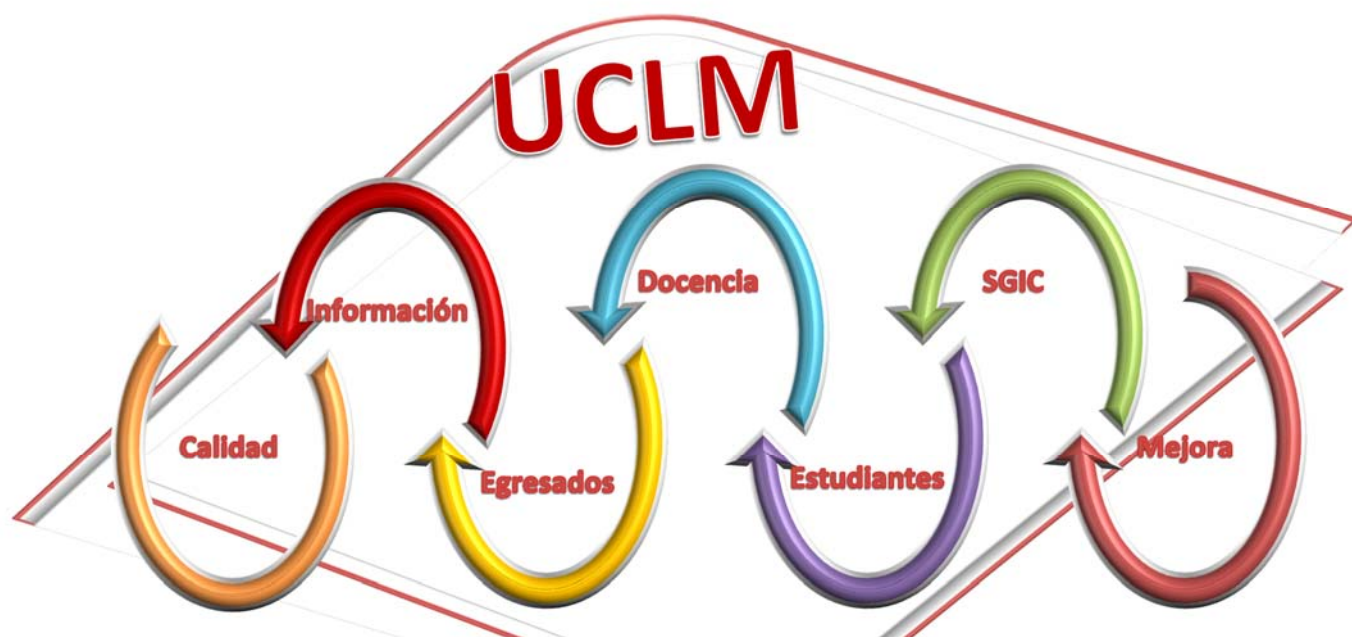 UCLM
Información
Docencia
SGIC
Calidad
Egresados
Estudiantes
Mejora